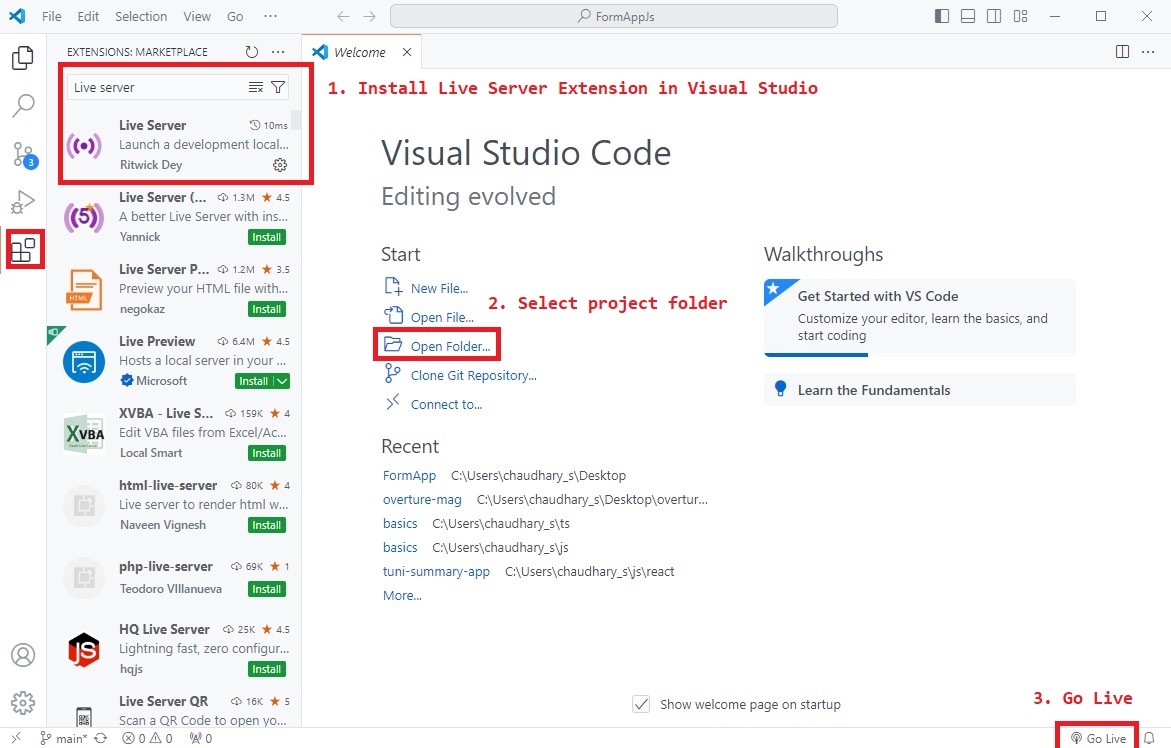 File Edit Selection View Go ···
FormAppJs
EXTENSIONS: MARKETPLACE
Welcome
Live server
1. Install Live Server Extension in Visual Studio
Live Server 10ms
Launch a development local...
Ritwick Dey
3
Live Server (... 1.3M 4.5
5
A better Live Server with ins...
Yannick Install
Live Server P... 1.2M 3.5
HTML
Preview your HTML file with...
negokaz Install
Live Preview 6.4M 4.5
Hosts a local server in your ...
Microsoft Install
XVBA - Live S... 159K 4
XVBA
Edit VBA files from Excel/Ac...
Local Smart Install
html-live-server 80K 4
Live server to render html w...
Naveen Vignesh Install
php-live-server 69K 1
Teodoro VIllanueva Install
HQ Live Server 25K 4.5
JS
Lightning fast, zero configur...
hqjs Install
Live Server QR 16K 5
Scan a QR Code to open yo...
Visual Studio Code
Editing evolved
Start
New File...
2. Select project folder
Open File...
Open Folder...
Clone Git Repository...
Connect to...
Recent
FormApp C:\Users\chaudhary_s\Desktop
overture-mag C:\Users\chaudhary_s\Desktop\overtur...
basics C:\Users\chaudhary_s\ts
basics C:\Users\chaudhary_s\js
tuni-summary-app C:\Users\chaudhary_s\js\react
More...
Walkthroughs
Get Started with VS Code
Customize your editor, learn the basics, and
start coding
Learn the Fundamentals
Show welcome page on startup
3. Go Live
main* 0 0 0
Go Live